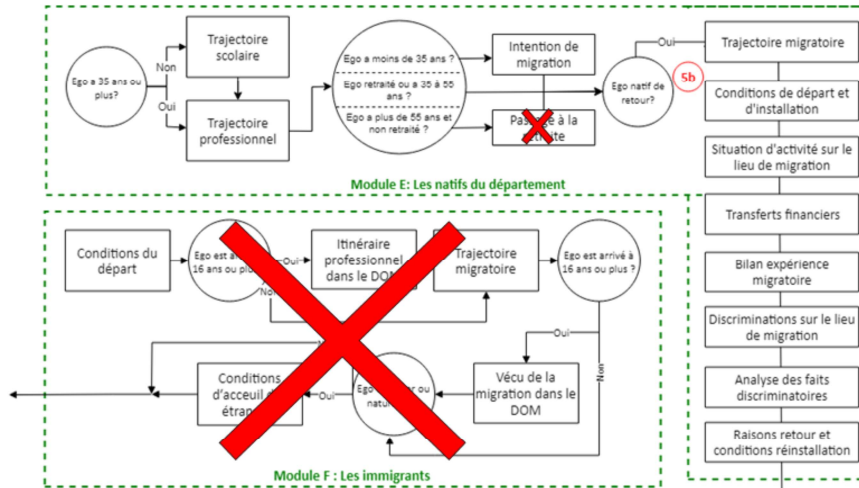 Ego a 35 ans ou
plus?
Non
Oui
Trajectoire
scolaire
Trajectoire
professionnel
Ego a moins de 35 ans ?
Ego retraité ou a 35 à 55
ans ?
Ego a plus de 55 ans et
non retraité ?
Intention de
migration
Passage à la
retraite
Ego natif de
retour?
Oui
5b
Trajectoire migratoire
Conditions de départ et
d'installation
Situation d'activité sur le
lieu de migration
Transferts financiers
Bilan expérience
migratoire
Discriminations sur le lieu
de migration
Analyse des faits
discriminatoires
Raisons retour et
conditions réinstallation
Module E: Les natifs du département
Conditions du
départ
Ego est arrivé
16 ans ou plus
Oui
Non
Itinéraire
professionnel
dans le DOM
Trajectoire
migratoire
Ego est arrivé à
16 ans ou plus ?
Oui
Non
Vécu de la
migration dans le
DOM
Ego
ou
Oui
Conditions
d'acceuil
Module F : Les immigrants